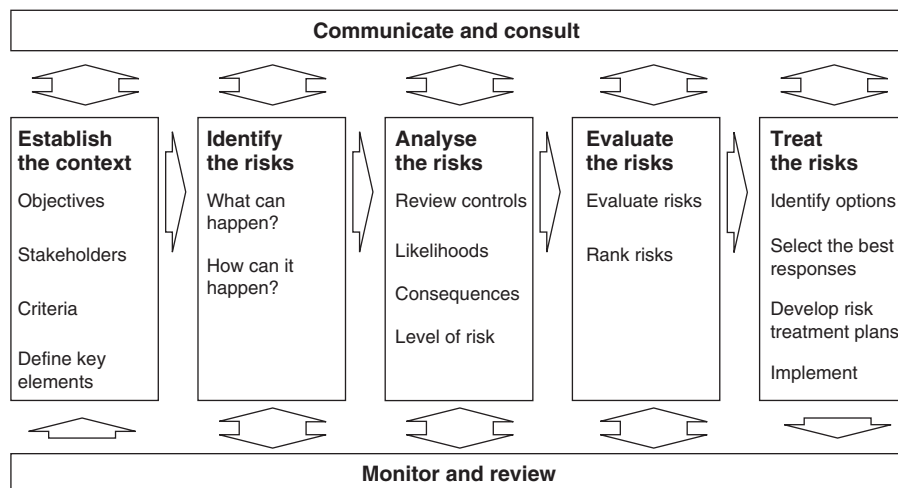 Communicate and consult
Establish
the context
Objectives
Stakeholders
Criteria
Define key
elements
Identify
the risks
What can
happen?
How can it
happen?
Analyse
the risks
Review controls
Likelihoods
Consequences
Level of risk
Evaluate
the risks
Evaluate risks
Rank risks
Treat
the risks
Identify options
Select the best
responses
Develop risk
treatment plans
Implement
Monitor and review